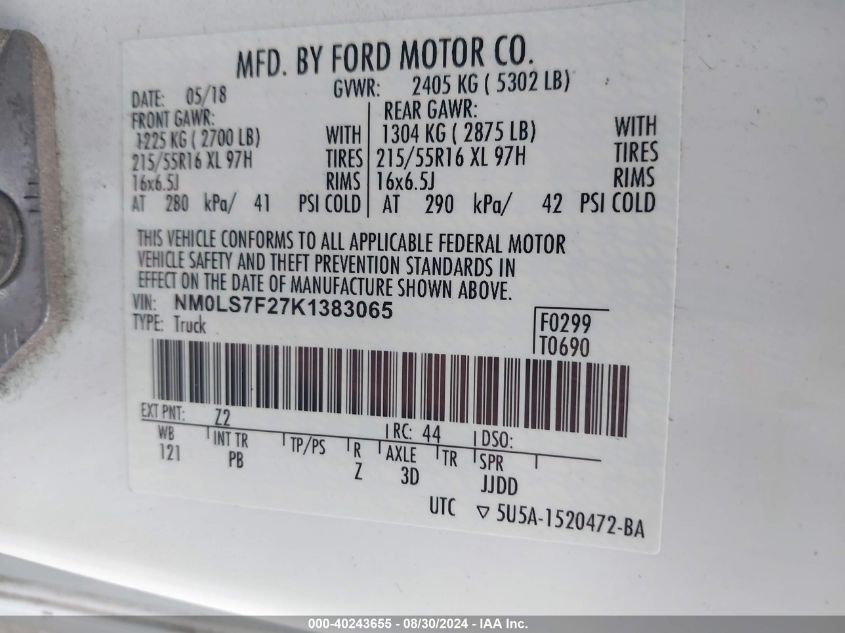 MFD. BY FORD MOTOR CO.
DATE: 05/18 GVWR: 2405 KG ( 5302 LB)
FRONT GAWR: REAR GAWR:
1225 KG ( 2700 LB) WITH 1304 KG ( 2875 LB) WITH
215/55R16 XL 97H TIRES 215/55R16 XL 97H TIRES
16x6.5J RIMS 16x6.5J RIMS
AT 280 kPa/ 41 PSI COLD AT 290 kPa/ 42 PSI COLD
THIS VEHICLE CONFORMS TO ALL APPLICABLE FEDERAL MOTOR
VEHICLE SAFETY AND THEFT PREVENTION STANDARDS IN
EFFECT ON THE DATE OF MANUFACTURE SHOWN ABOVE.
VIN: NM0LS7F27K1383065 F0299
TYPE: Truck T0690
EXT PNT: Z2 RC: 44 DSO:
WB INT TR TP/PS R AXLE TR SPR
121 PB Z 3D JJDD
UTC ▽ 5U5A-1520472-BA
000-40243655 - 08/30/2024 - IAA Inc.